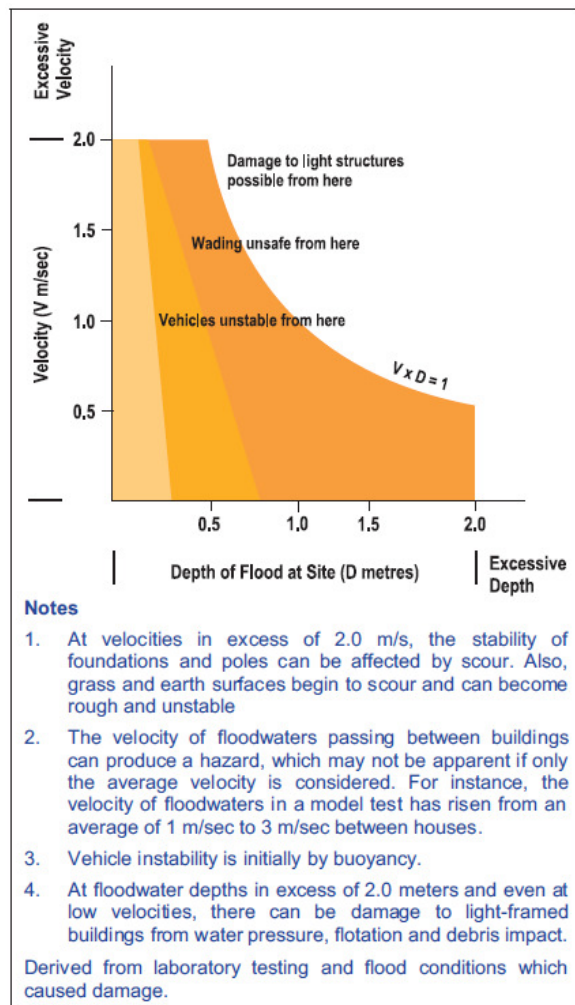 Excessive
Velocity
2.0
1.5
1.0
0.5
Velocity (V m/sec)
Damage to light structures
possible from here
Wading unsafe from here
Vehicles unstable from here
V x D = 1
0.5
1.0
1.5
2.0
Depth of Flood at Site (D metres)
Excessive
Depth
Notes
1. At velocities in excess of 2.0 m/s, the stability of
foundations and poles can be affected by scour. Also,
grass and earth surfaces begin to scour and can become
rough and unstable
2. The velocity of floodwaters passing between buildings
can produce a hazard, which may not be apparent if only
the average velocity is considered. For instance, the
velocity of floodwaters in a model test has risen from an
average of 1 m/sec to 3 m/sec between houses.
3. Vehicle instability is initially by buoyancy.
4. At floodwater depths in excess of 2.0 meters and even at
low velocities, there can be damage to light-framed
buildings from water pressure, flotation and debris impact.
Derived from laboratory testing and flood conditions which
caused damage.